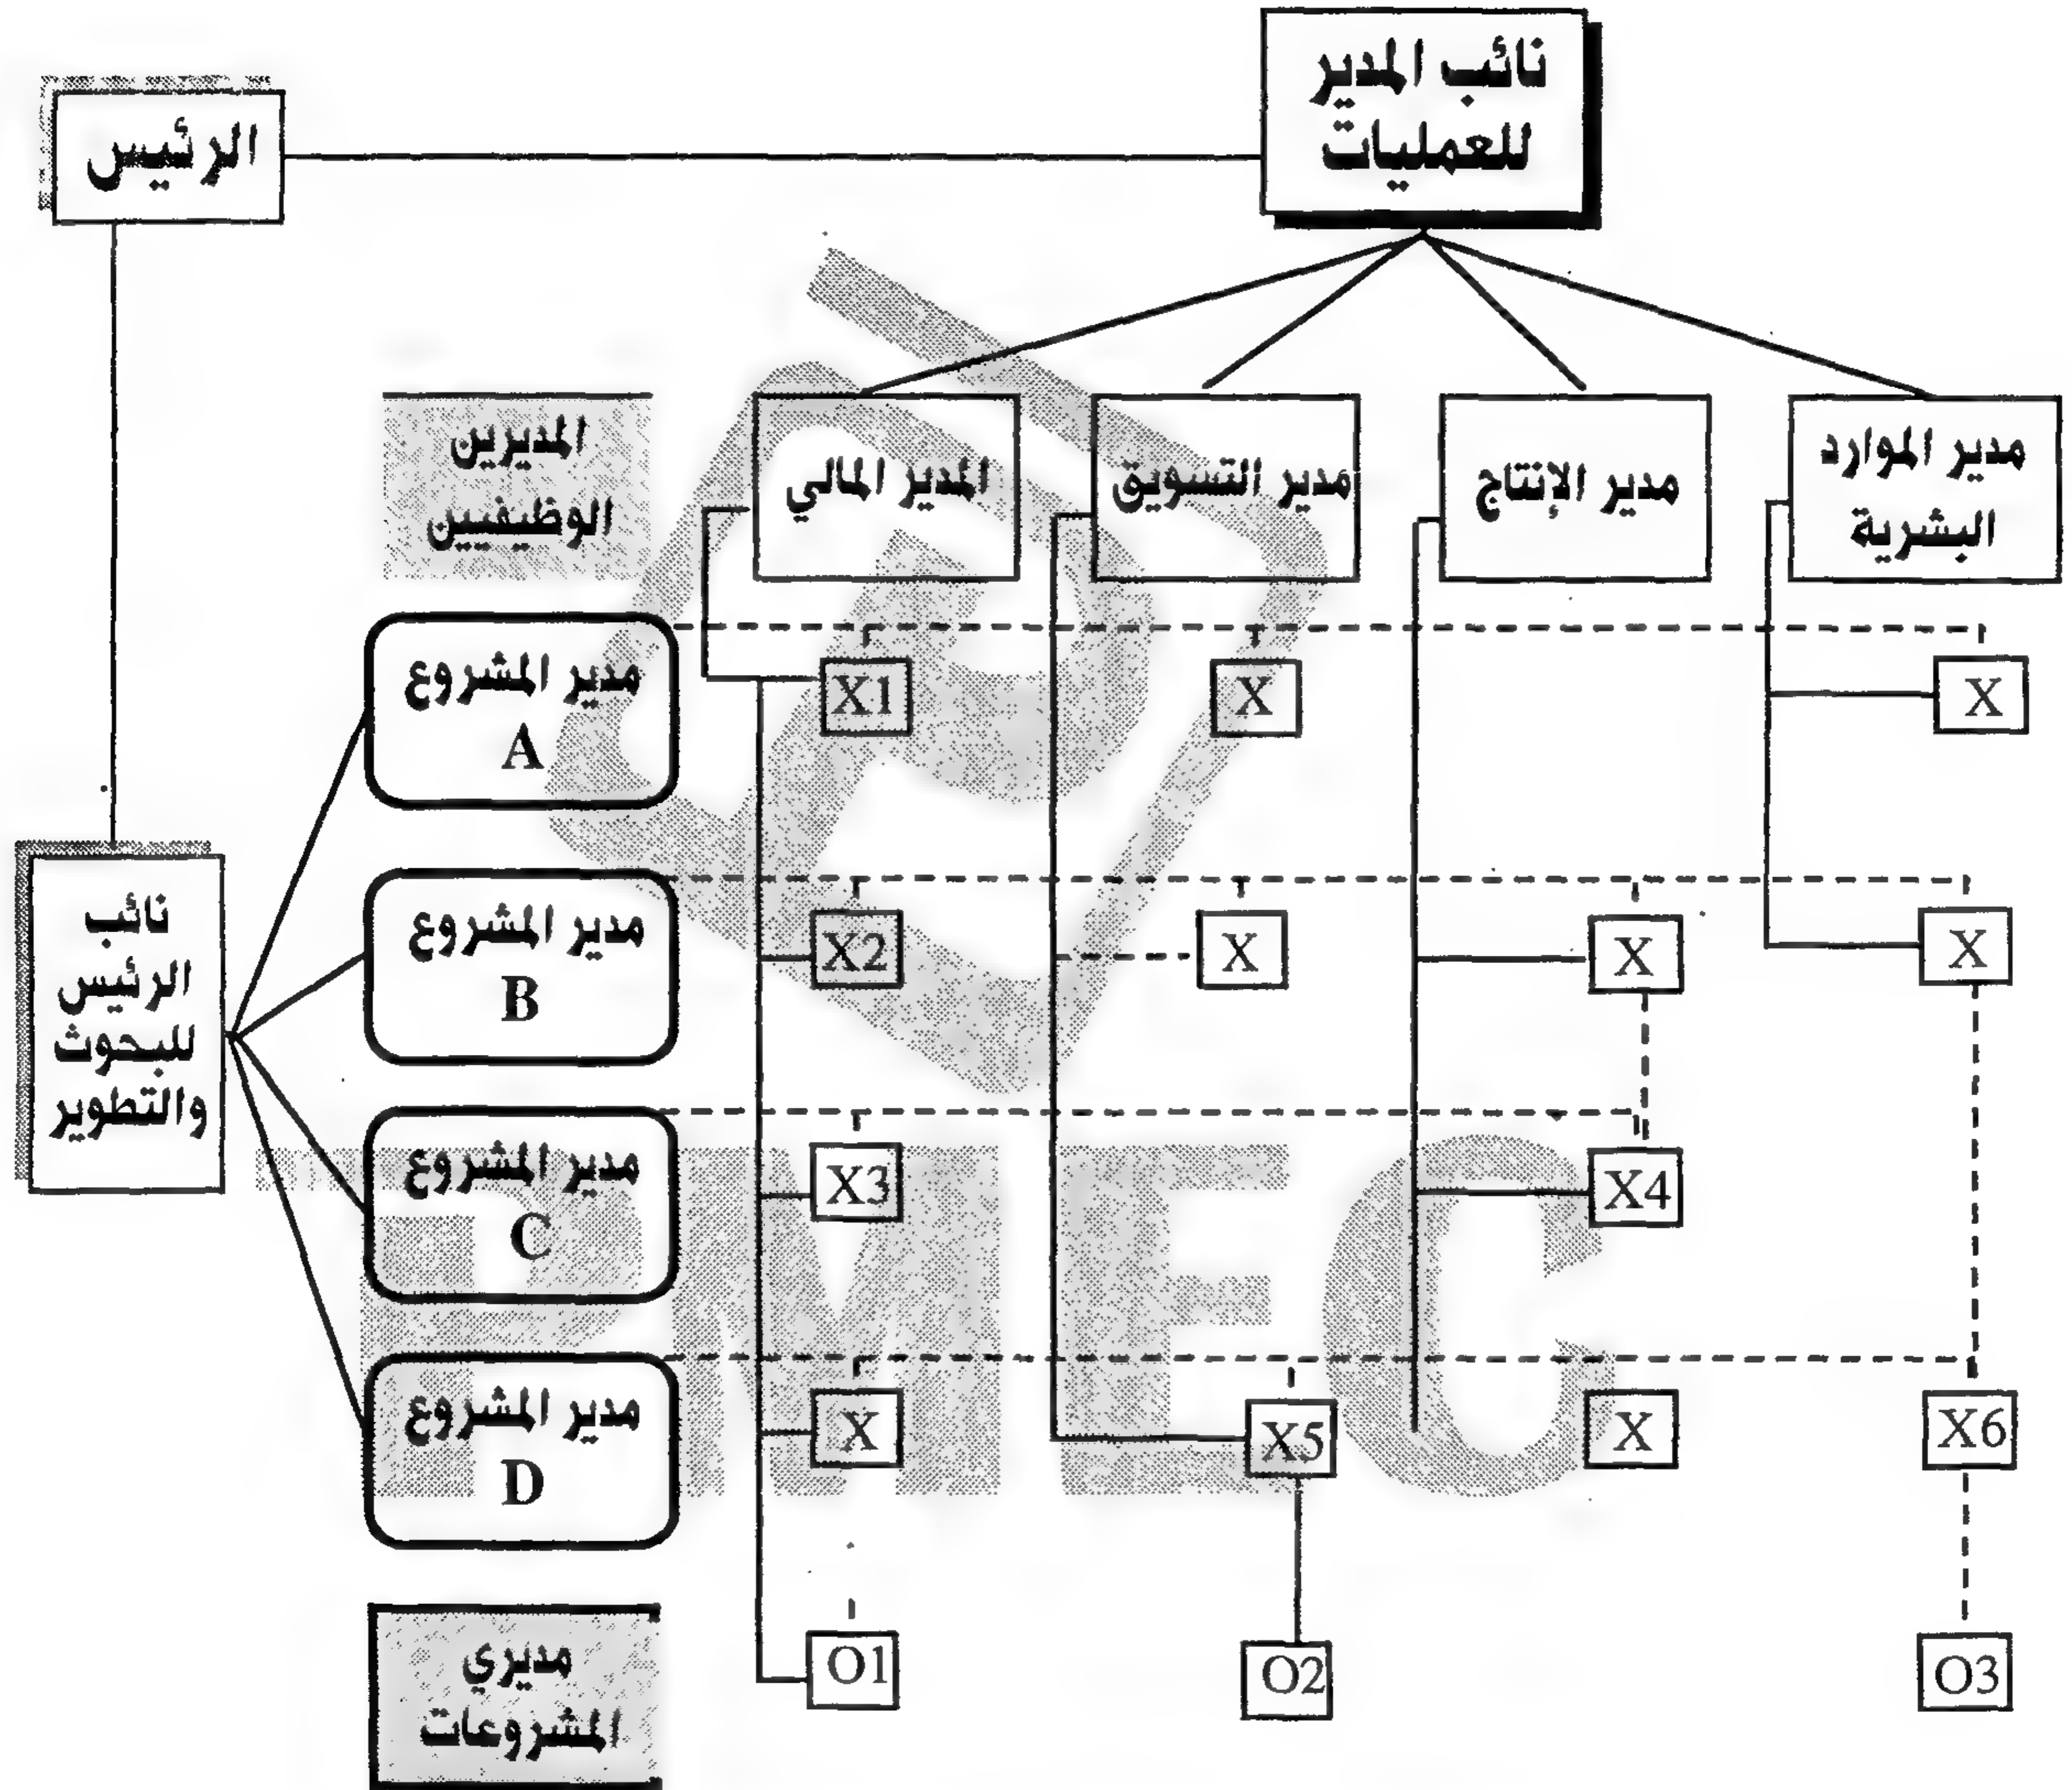 نائب المدير
للعمليات
الرئيس
المديرين
الوظيفيين
المدير المالي
مدير التسويق
مدير الإنتاج
مدير الموارد
البشرية
مدير المشروع
A
X1
X
X
نائب
الرئيس
للبحوث
والتطوير
مدير المشروع
B
X2
X
X
X
مدير المشروع
C
X3
X4
مدير المشروع
D
X
X5
X
X6
مديري
المشروعات
O1
O2
O3
PMEC